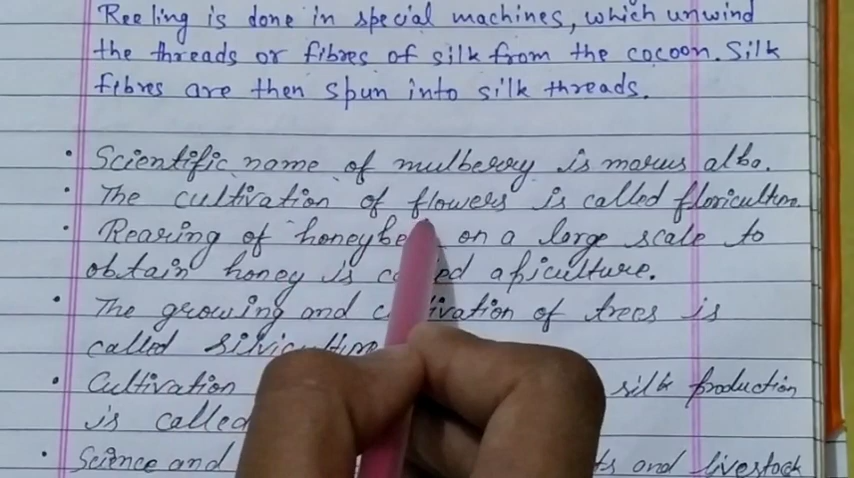 Reeling is done in special machines, which unwind
the threads or fibres of silk from the cocoon. Silk
fibres are then spun into silk threads.
• Scientific name of mulberry is morus alba.
• The cultivation of flowers is called floriculture.
• Rearing of honeybe on a large scale to
obtain honey is ed apiculture.
• The growing and of trees is
called silviculture
• Cultivation silk production
is called
• Science and and livestock